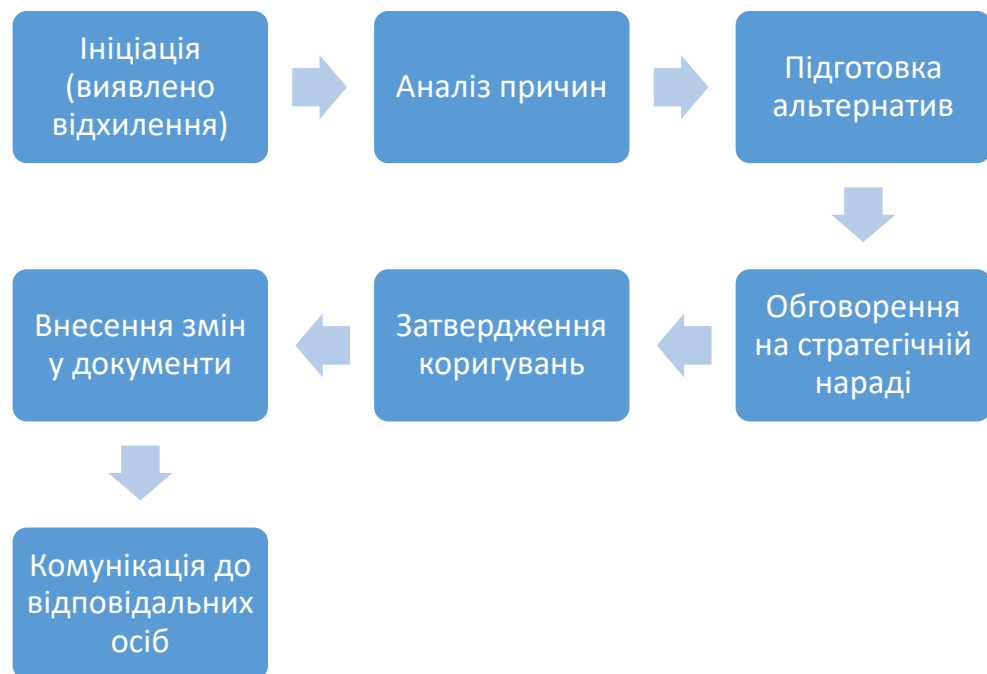 Ініціація
(виявлено
відхилення)
Аналіз причин
Підготовка
альтернатив
Обговорення
на стратегічній
нараді
Затвердження
коригувань
Внесення змін
у документи
Комунікація до
відповідальних
осіб